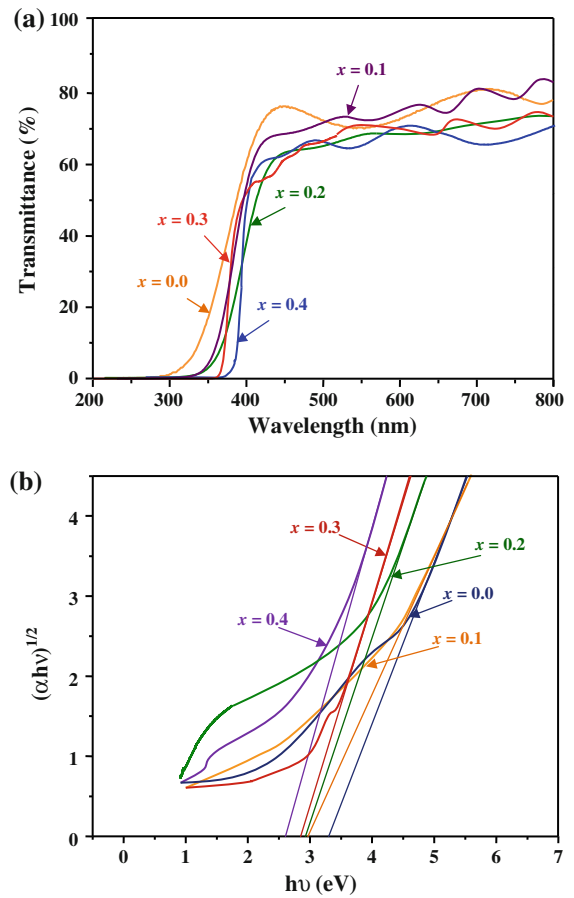 (a)
100
80
60
40
20
0
Transmittance (%)
x = 0.1
x = 0.2
x = 0.3
x = 0.0
x = 0.4
200 300 400 500 600 700 800
Wavelength (nm)
(b)
4
3
2
1
0
(αhν)1/2
x = 0.3
x = 0.2
x = 0.0
x = 0.4
x = 0.1
0 1 2 3 4 5 6 7
hυ (eV)